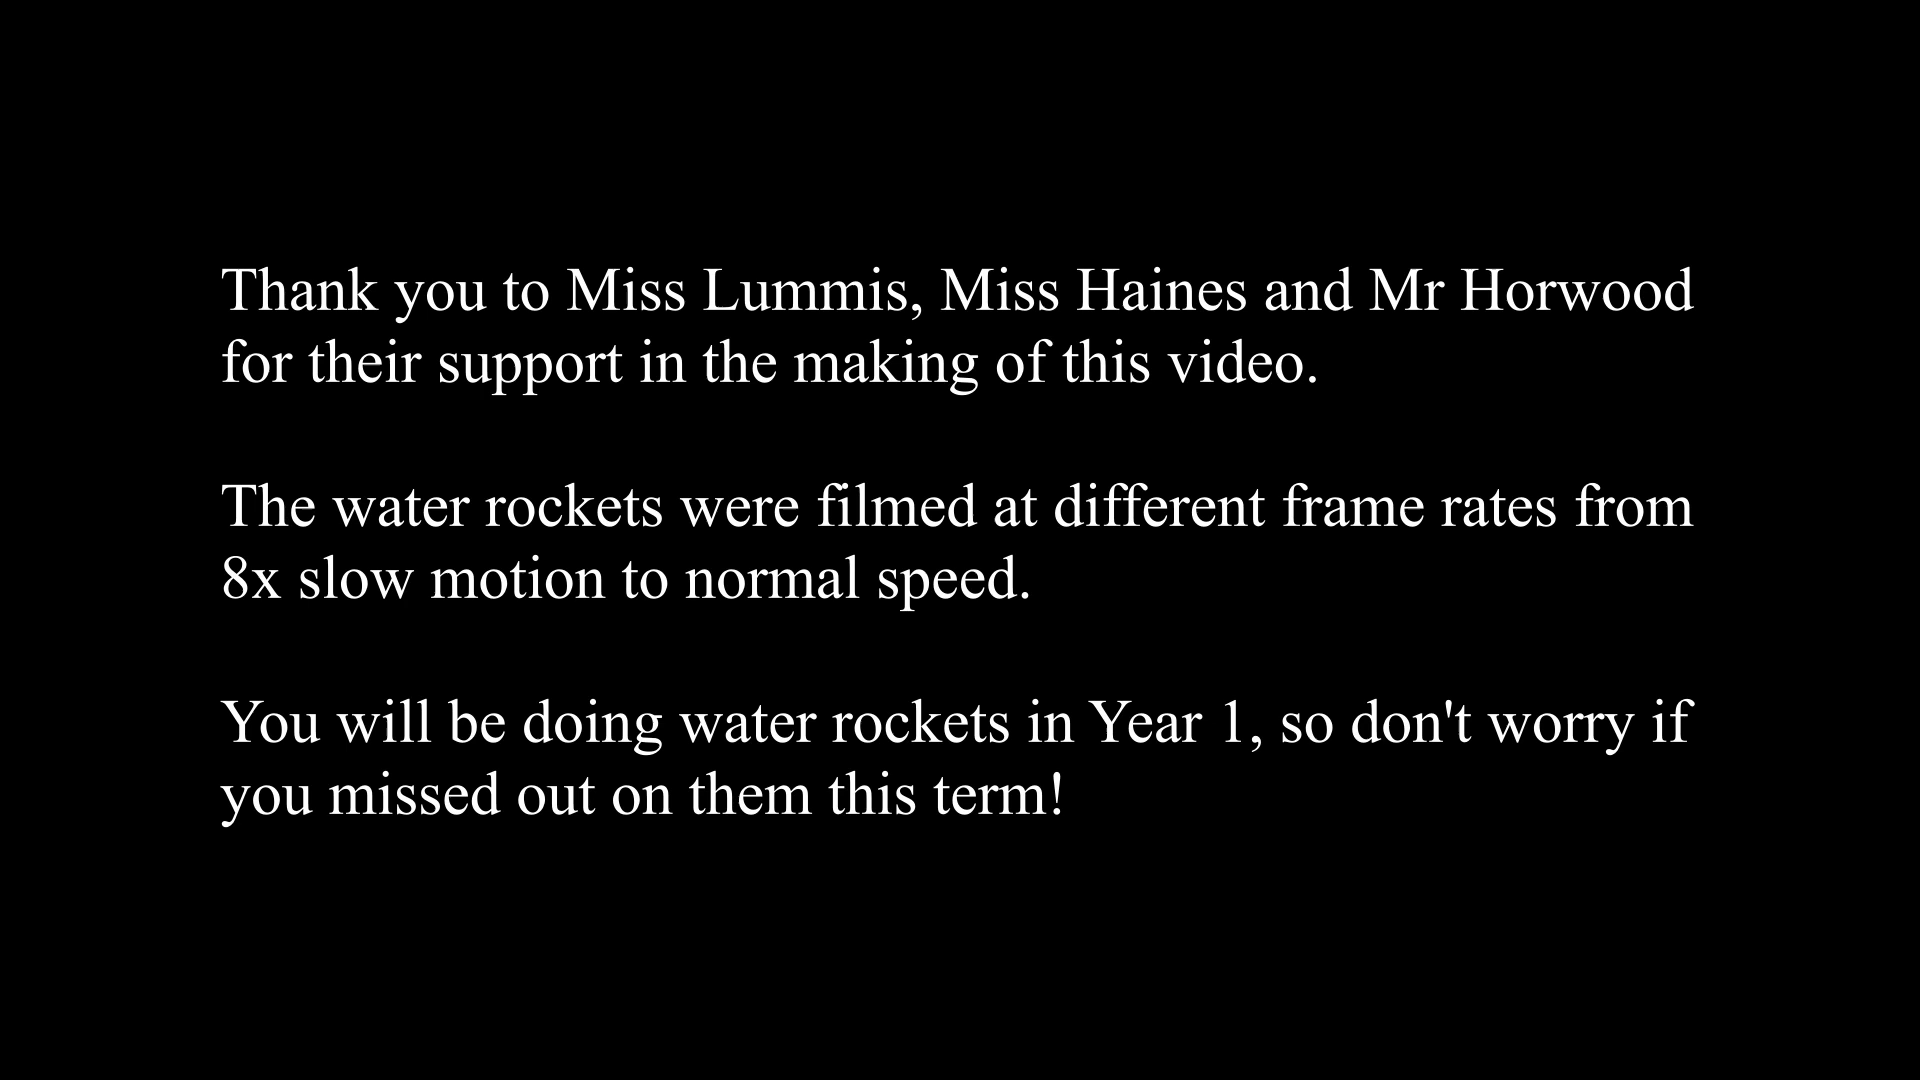 Thank you to Miss Lummis, Miss Haines and Mr Horwood
for their support in the making of this video.
The water rockets were filmed at different frame rates from
8x slow motion to normal speed.
You will be doing water rockets in Year 1, so don't worry if
you missed out on them this term!